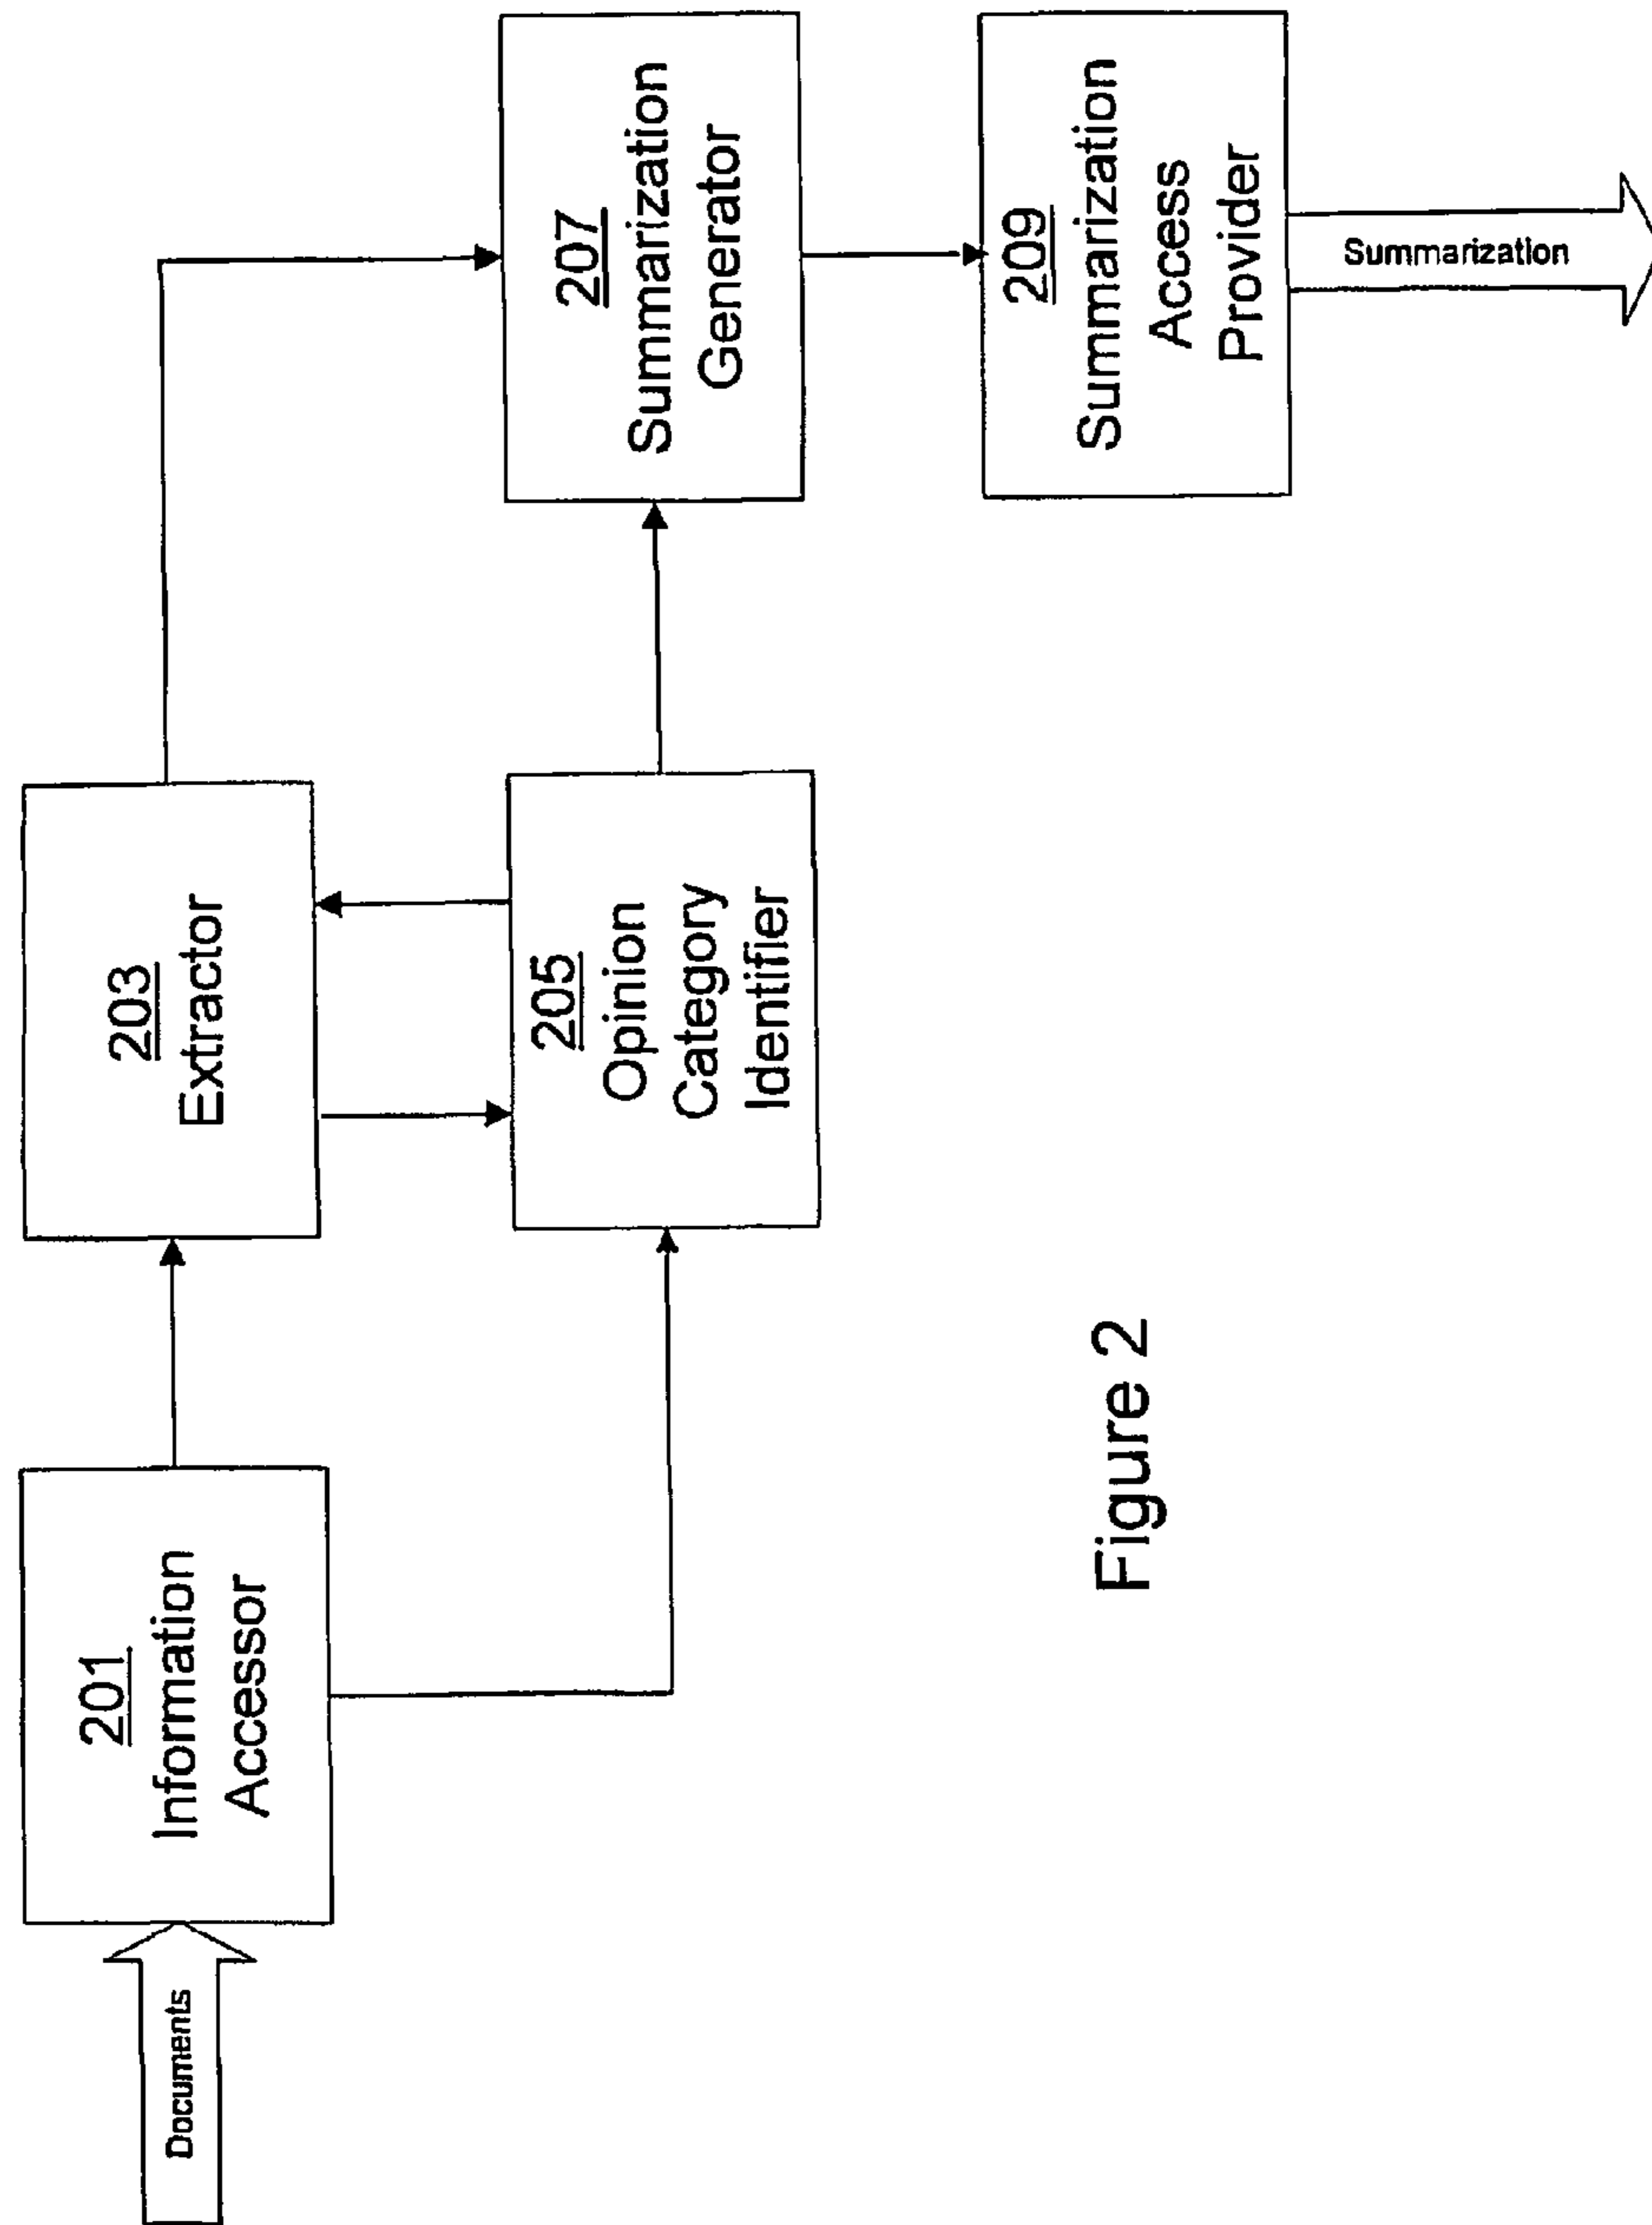 Documents
201
Information
Accessor
203
Extractor
205
Opinion
Category
Identifier
207
Summarization
Generator
209
Summarization
Access
Provider
Summarization
Figure 2